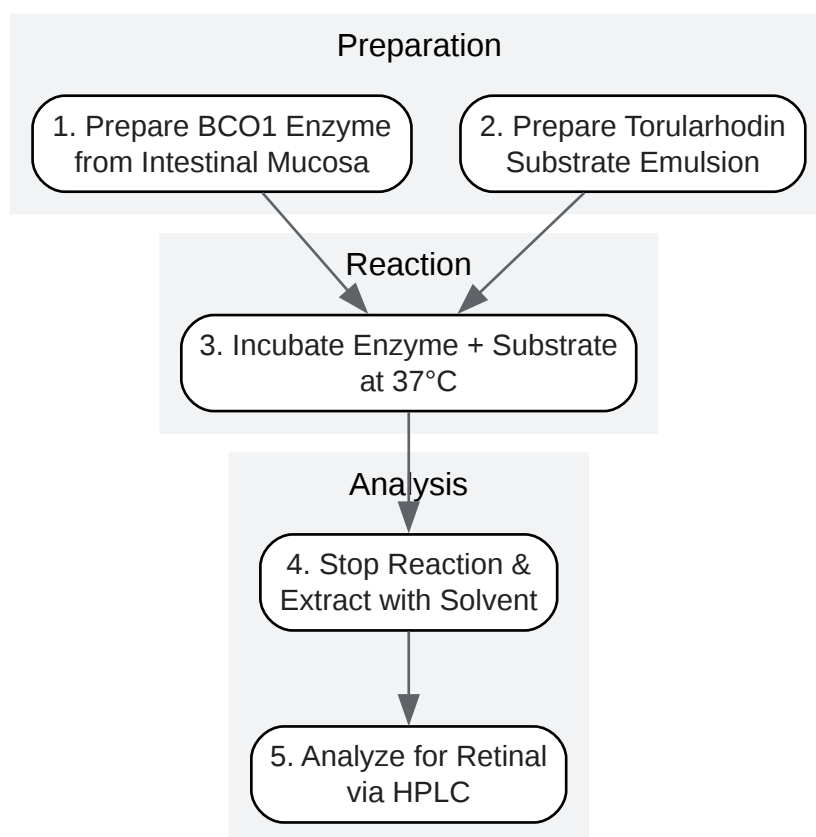 Preparation
1. Prepare BCO1 Enzyme
from Intestinal Mucosa
2. Prepare Torularhodin
Substrate Emulsion
Reaction
3. Incubate Enzyme + Substrate
at 37°C
Analysis
4. Stop Reaction &
Extract with Solvent
5. Analyze for Retinal
via HPLC